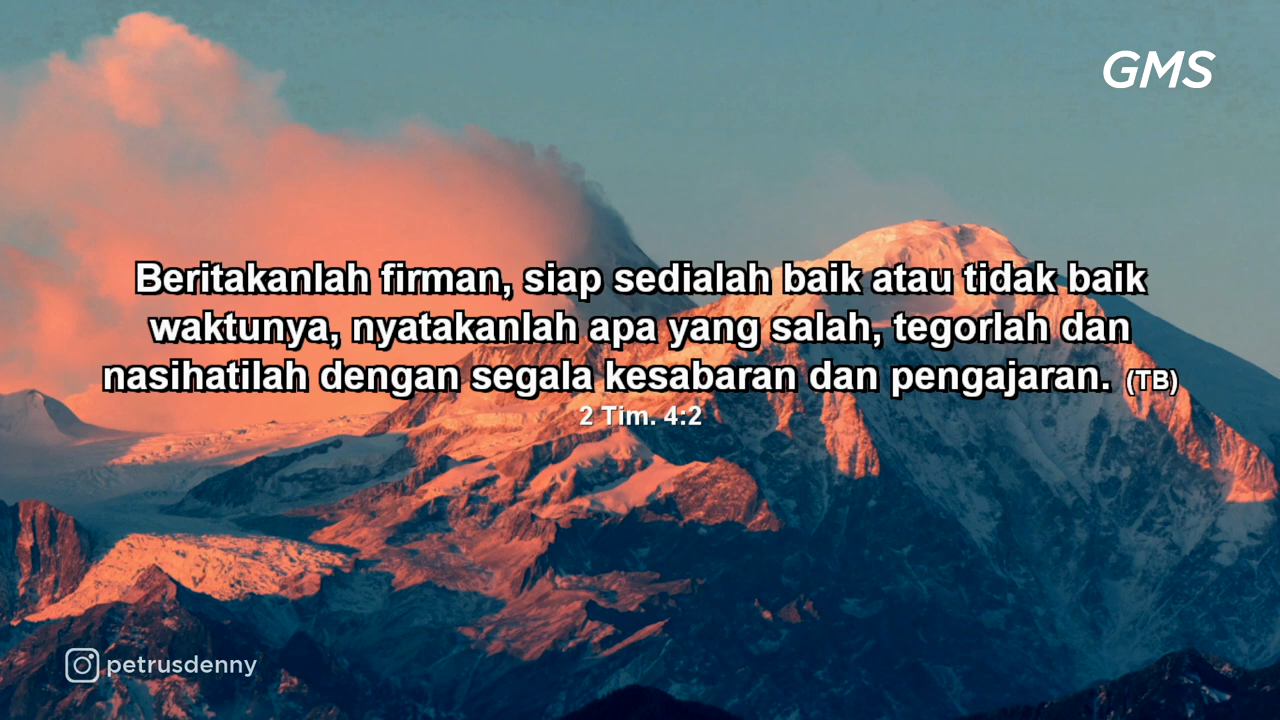 GMS
Beritakanlah firman, siap sedialah baik atau tidak baik
waktunya, nyatakanlah apa yang salah, tegorlah dan
nasihatilah dengan segala kesabaran dan pengajaran. (TB)
2 Tim. 4:2
petrusdenny